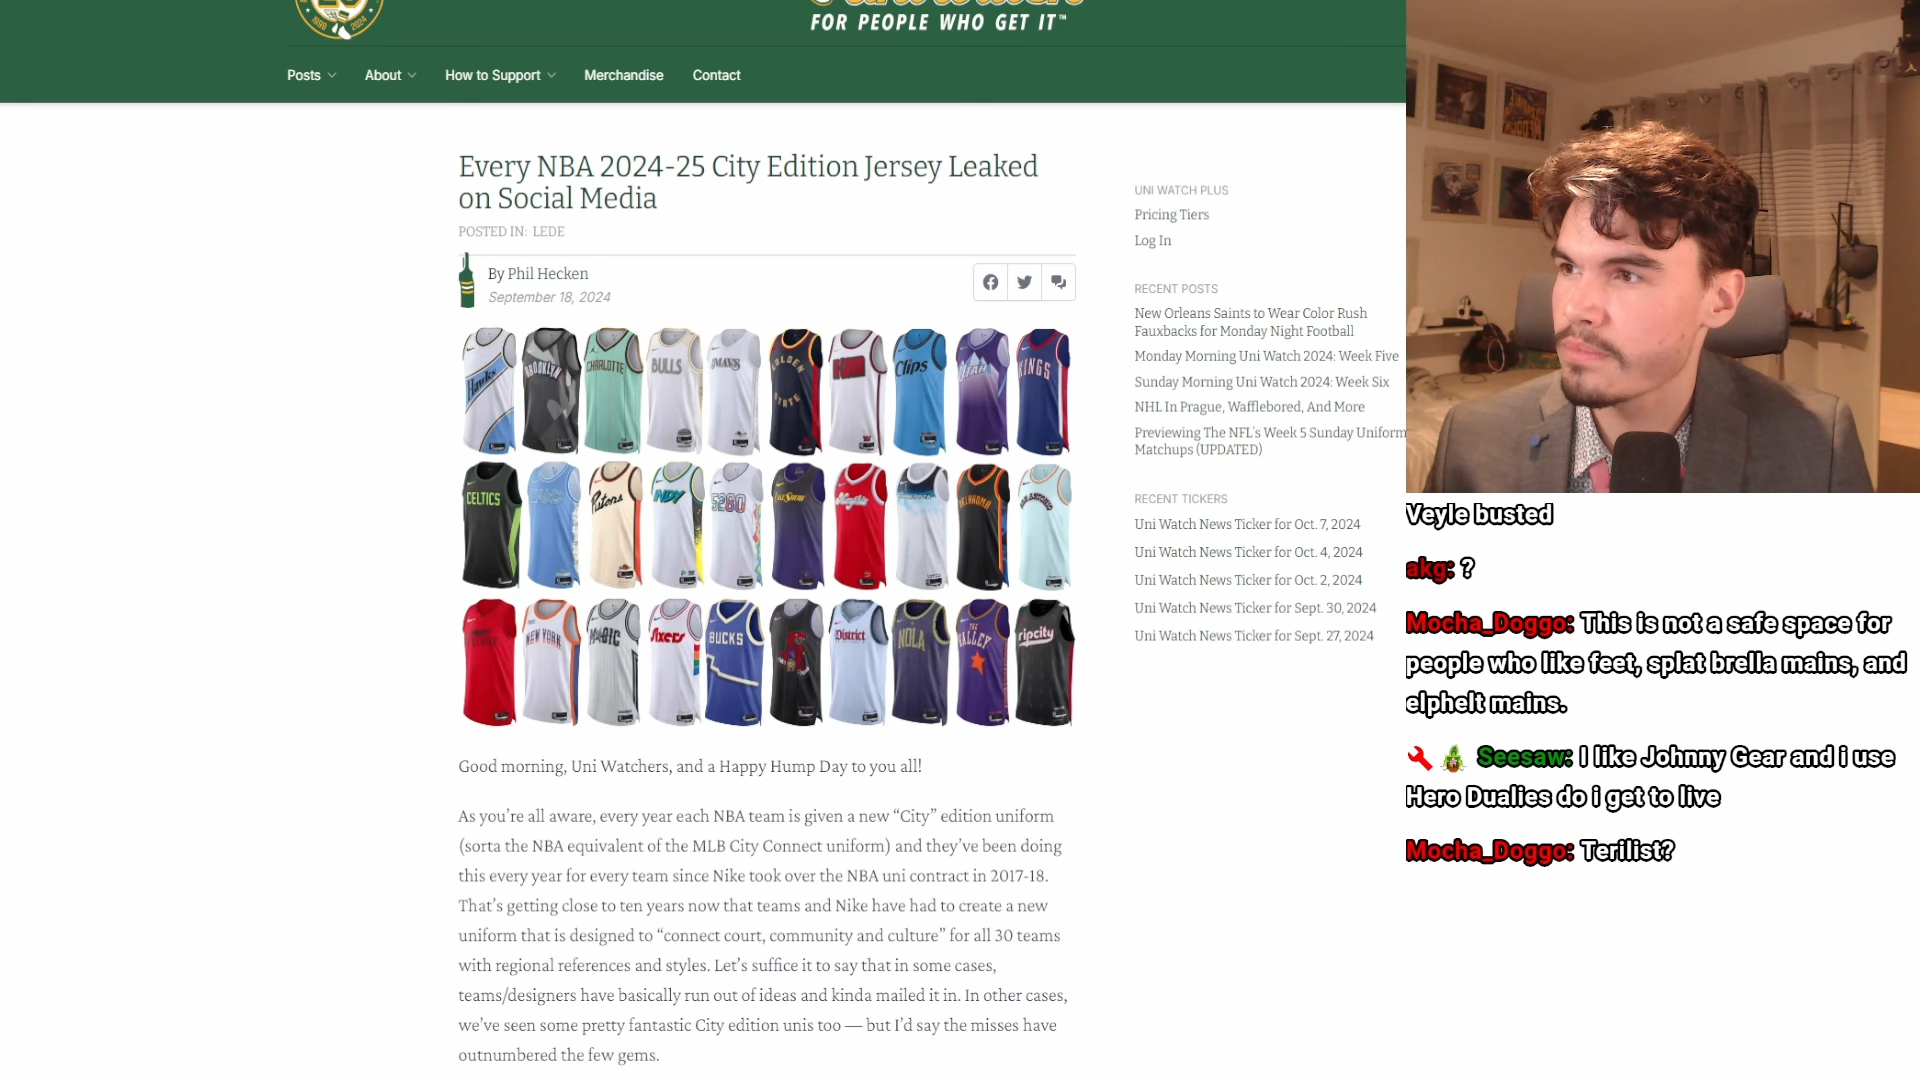 FOR PEOPLE WHO GET IT™
Posts
About
How to Support
Merchandise
Contact
Every NBA 2024-25 City Edition Jersey Leaked
on Social Media
POSTED IN: LEDE
By Phil Hecken
September 18, 2024
Hawks
BROOKLYN
CHARLOTTE
BULLS
MAVS
GOLDEN
STATE
Clips
UTAH
KINGS
CELTICS
Pistons
INDY
5280
Memphis
OKLAHOMA
SAN ANTONIO
NEW YORK
MAGIC
Sixers
BUCKS
District
NOLA
THE
VALLEY
ripcity
Good morning, Uni Watchers, and a Happy Hump Day to you all!
As you’re all aware, every year each NBA team is given a new “City” edition uniform
(sorta the NBA equivalent of the MLB City Connect uniform) and they’ve been doing
this every year for every team since Nike took over the NBA uni contract in 2017-18.
That’s getting close to ten years now that teams and Nike have had to create a new
uniform that is designed to “connect court, community and culture” for all 30 teams
with regional references and styles. Let’s suffice it to say that in some cases,
teams/designers have basically run out of ideas and kinda mailed it in. In other cases,
we’ve seen some pretty fantastic City edition unis too — but I’d say the misses have
outnumbered the few gems.
UNI WATCH PLUS
Pricing Tiers
Log In
RECENT POSTS
New Orleans Saints to Wear Color Rush
Fauxbacks for Monday Night Football
Monday Morning Uni Watch 2024: Week Five
Sunday Morning Uni Watch 2024: Week Six
NHL In Prague, Wafflebored, And More
Previewing The NFL’s Week 5 Sunday Uniform
Matchups (UPDATED)
RECENT TICKERS
Uni Watch News Ticker for Oct. 7, 2024
Uni Watch News Ticker for Oct. 4, 2024
Uni Watch News Ticker for Oct. 2, 2024
Uni Watch News Ticker for Sept. 30, 2024
Uni Watch News Ticker for Sept. 27, 2024
Veyle busted
akg: ?
Mocha_Doggo: This is not a safe space for
people who like feet, splat brella mains, and
elphelt mains.
Seesaw: I like Johnny Gear and i use
Hero Dualies do i get to live
Mocha_Doggo: Terilist?